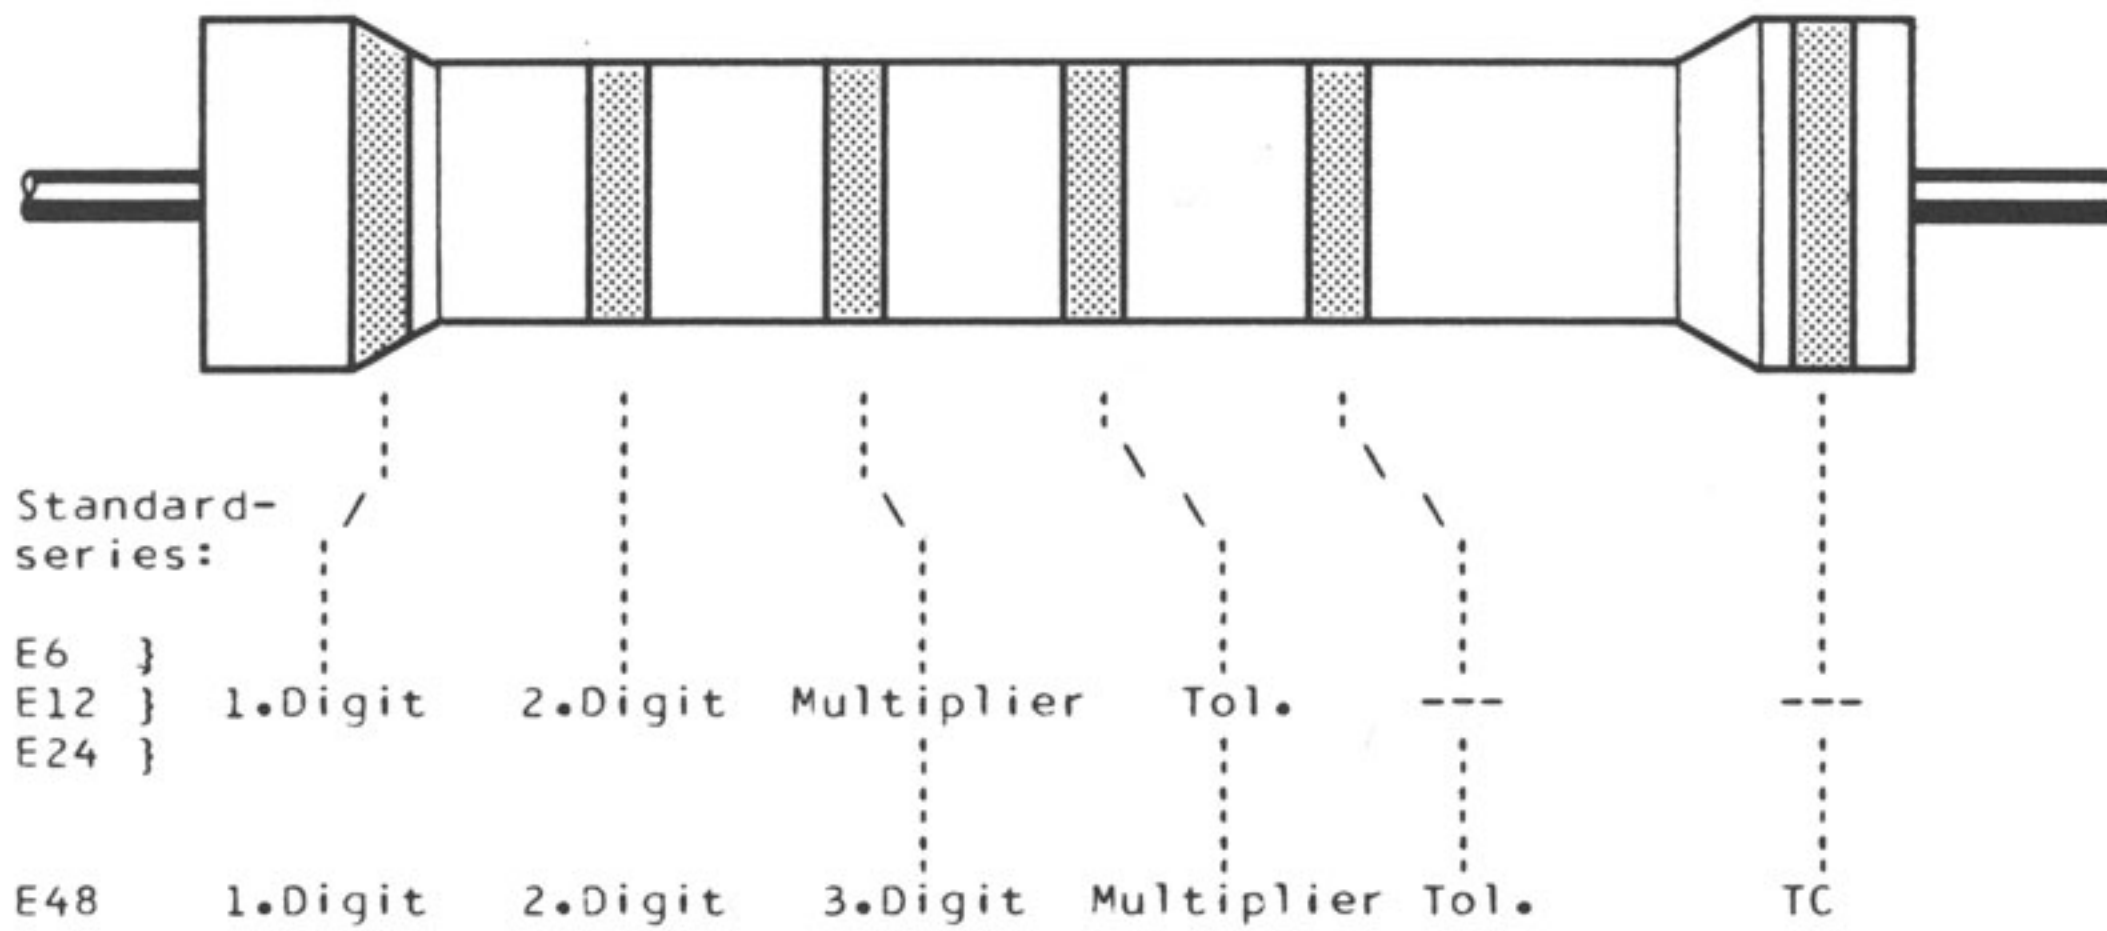 Standard-
series:
E6 }
E12 } 1.Digit 2.Digit Multiplier Tol. --- ---
E24 }
E48 1.Digit 2.Digit 3.Digit Multiplier Tol. TC